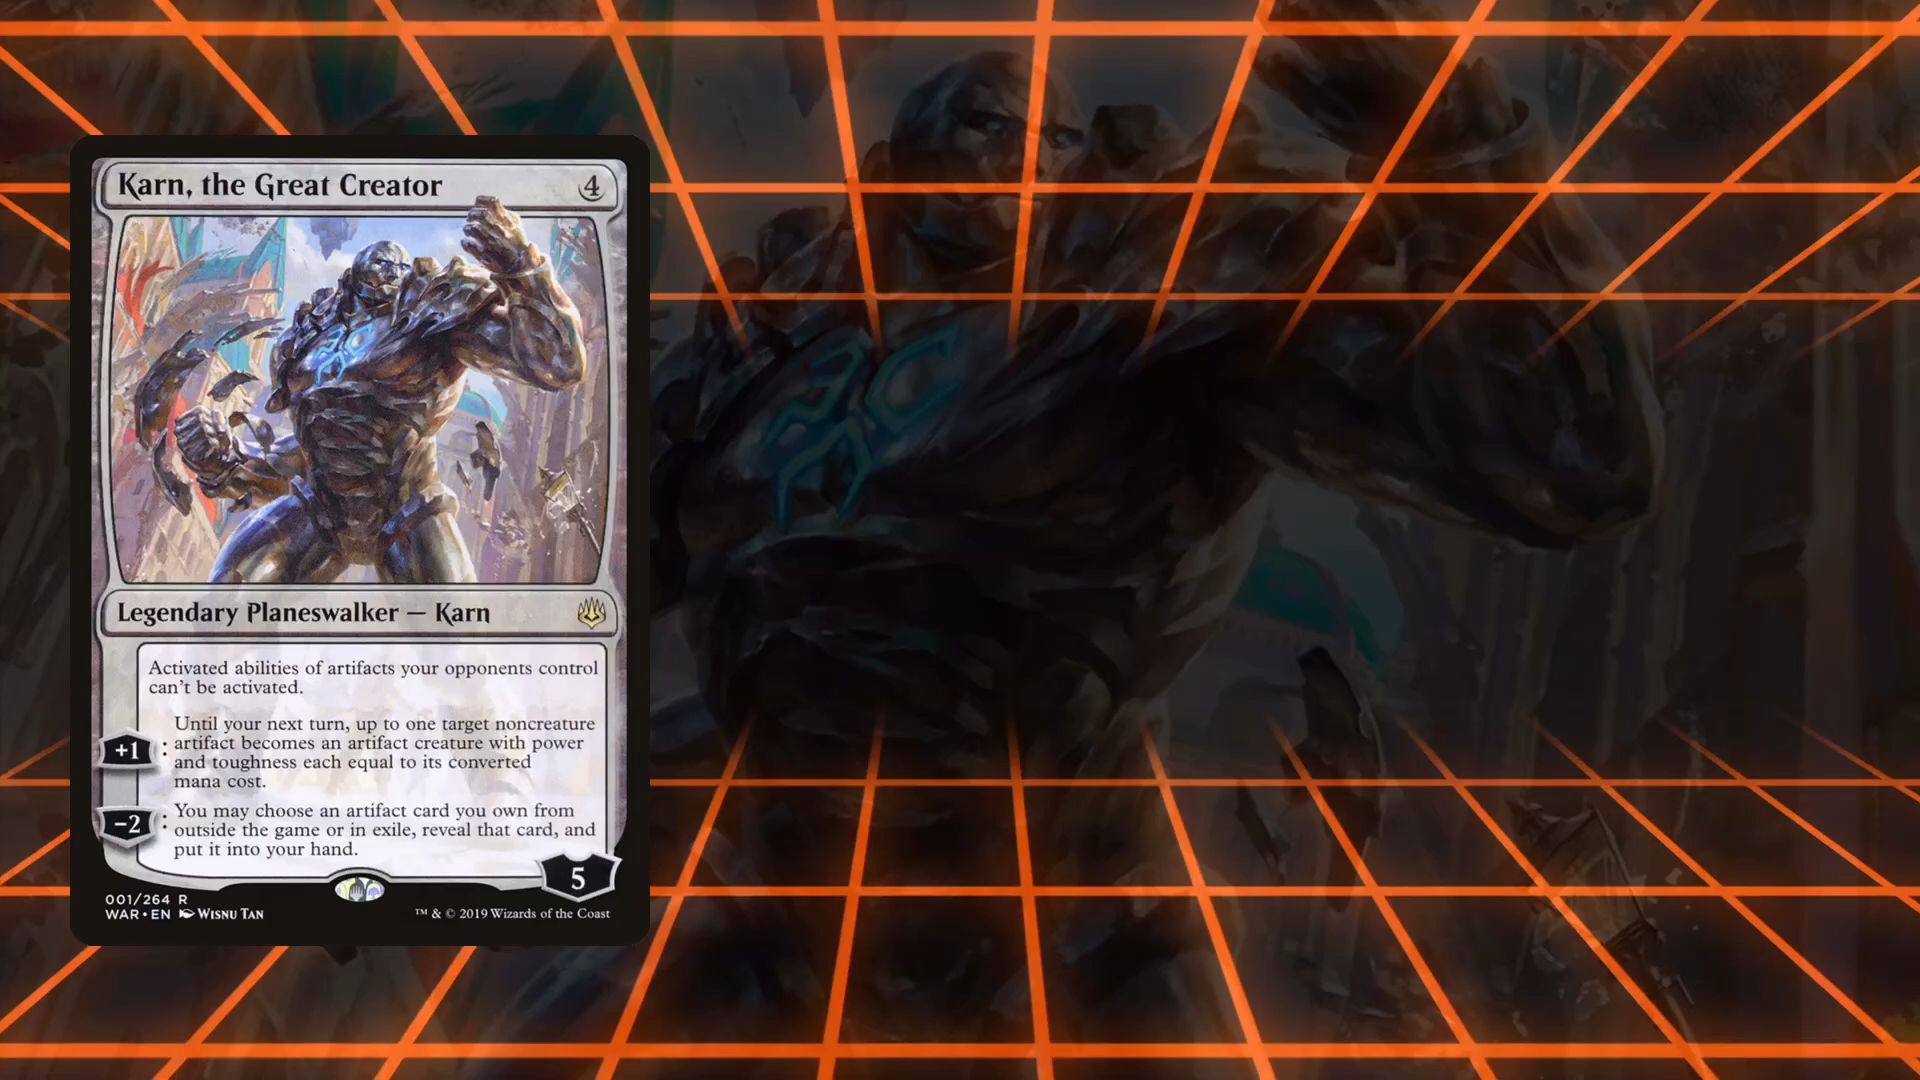 Karn, the Great Creator
4
Legendary Planeswalker — Karn
Activated abilities of artifacts your opponents control
can't be activated.
+1: Until your next turn, up to one target noncreature
artifact becomes an artifact creature with power
and toughness each equal to its converted
mana cost.
−2: You may choose an artifact card you own from
outside the game or in exile, reveal that card, and
put it into your hand.
5
001/264 R
WAR • EN Wisnu Tan
™ & © 2019 Wizards of the Coast